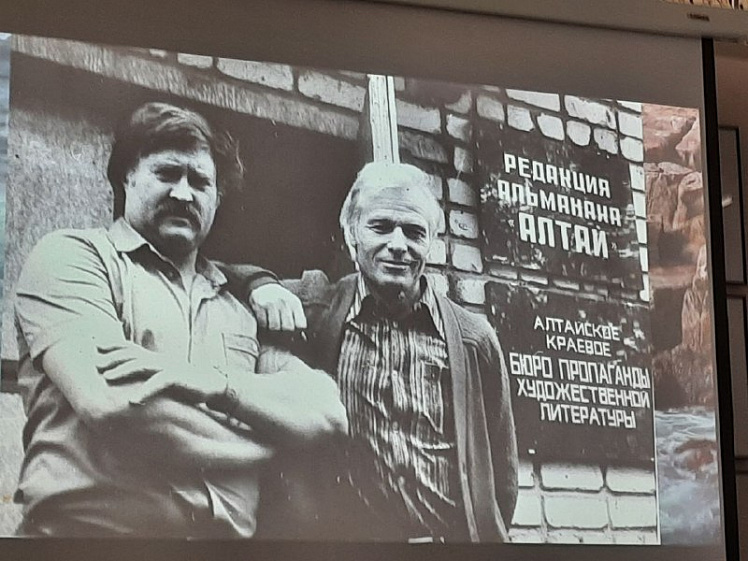 РЕДАКЦИЯ
АЛЬМАНАХА
АЛТАЙ
АЛТАЙСКОЕ
КРАЕВОЕ
БЮРО ПРОПАГАНДЫ
ХУДОЖЕСТВЕННОЙ
ЛИТЕРАТУРЫ